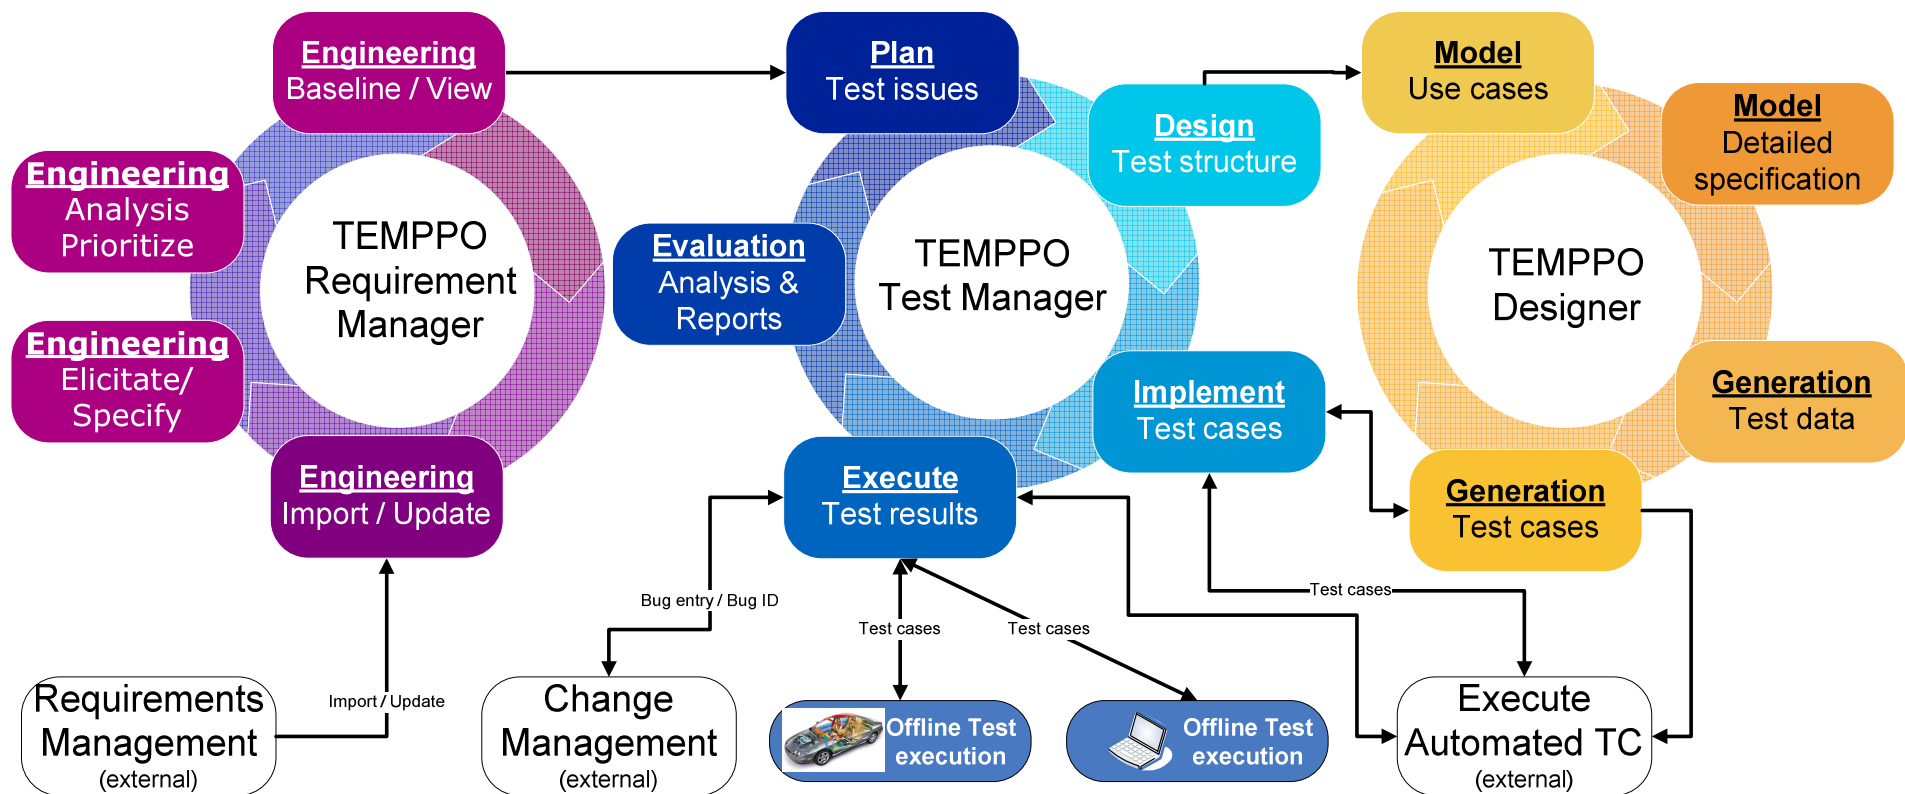 Engineering
Baseline / View
Engineering
Analysis
Prioritize
Engineering
Elicitate/
Specify
Engineering
Import / Update
TEMPPO
Requirement
Manager
Plan
Test issues
Design
Test structure
Evaluation
Analysis &
Reports
TEMPPO
Test Manager
Implement
Test cases
Execute
Test results
Model
Use cases
Model
Detailed
specification
TEMPPO
Designer
Generation
Test data
Generation
Test cases
Bug entry / Bug ID
Test cases
Test cases
Test cases
Import / Update
Requirements
Management
(external)
Change
Management
(external)
Offline Test
execution
Offline Test
execution
Execute
Automated TC
(external)